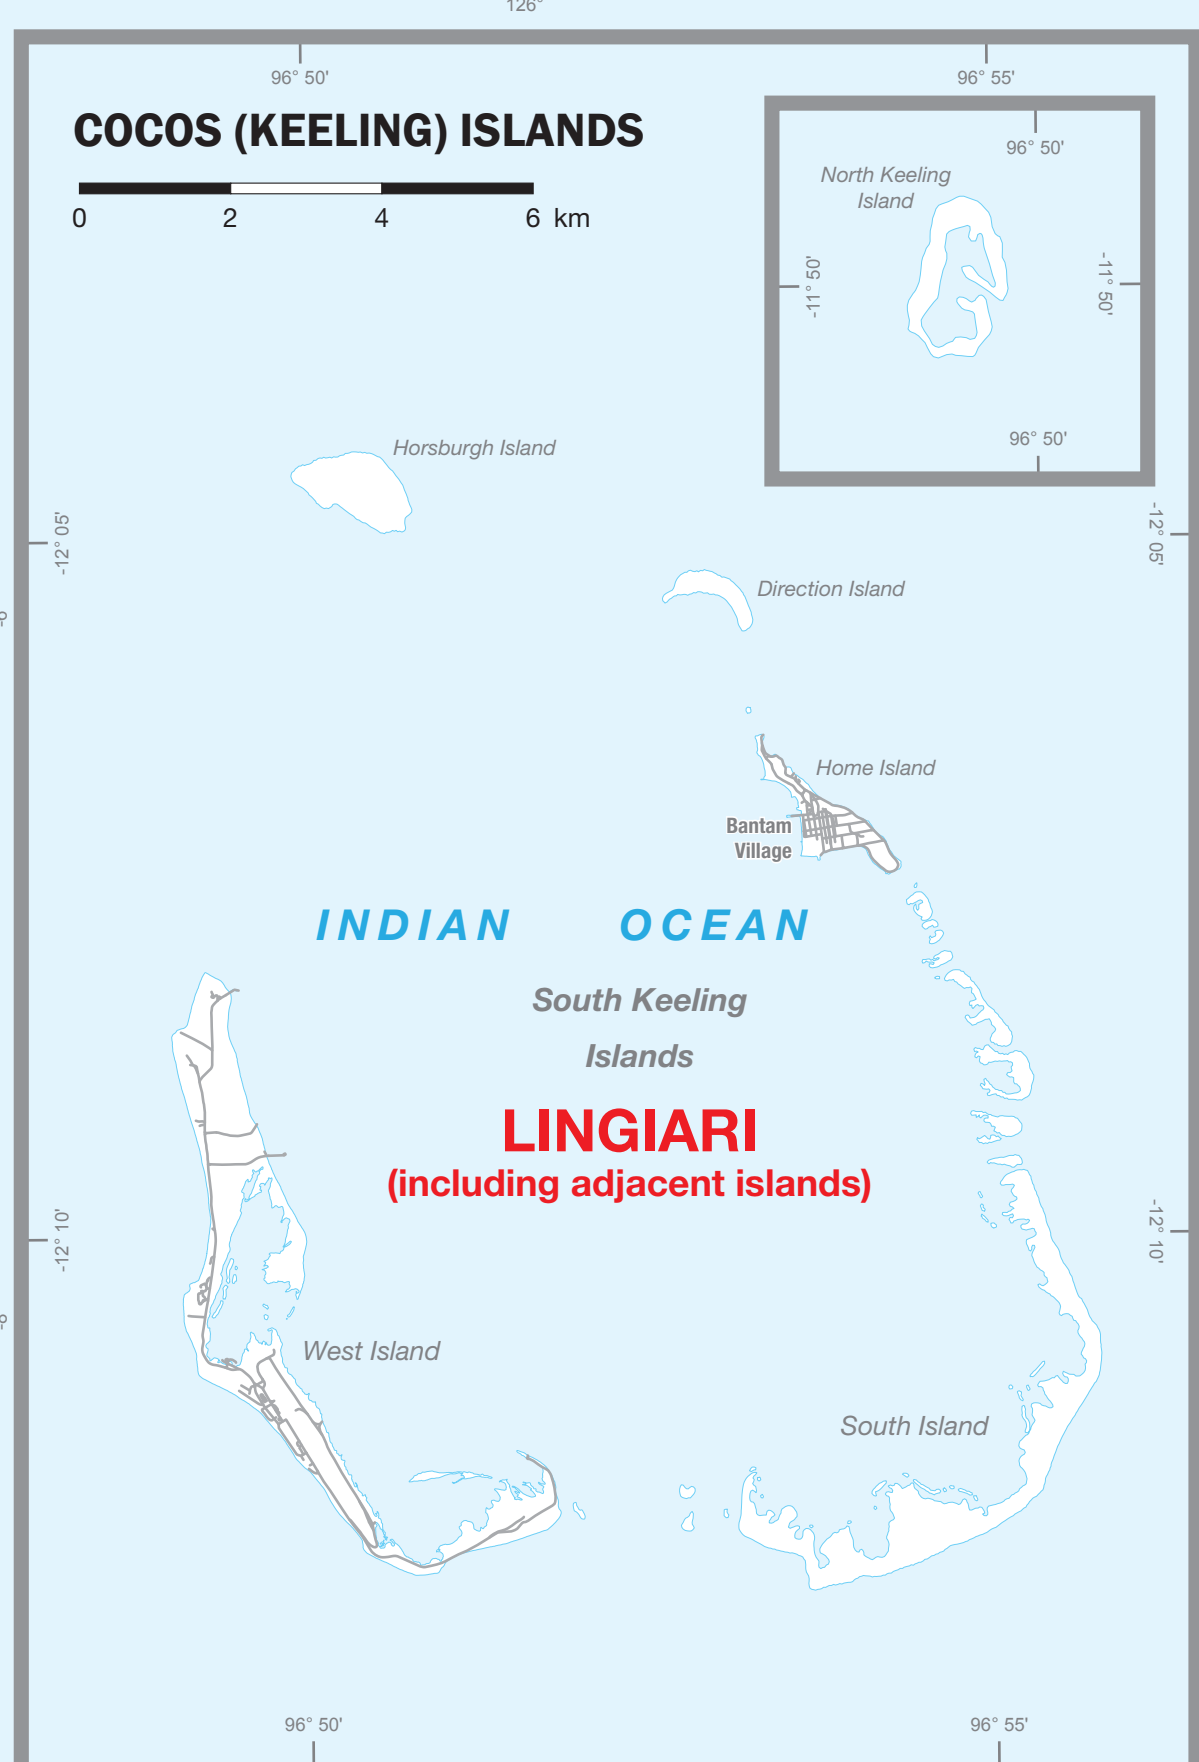 126°
96° 50'
96° 55'
COCOS (KEELING) ISLANDS
0 2 4 6 km
96° 50'
North Keeling
Island
-11° 50'
-11° 50'
96° 50'
Horsburgh Island
-12° 05'
-12° 05'
Direction Island
Home Island
Bantam
Village
INDIAN OCEAN
South Keeling
Islands
LINGIARI
(including adjacent islands)
-12° 10'
-12° 10'
West Island
South Island
96° 50'
96° 55'